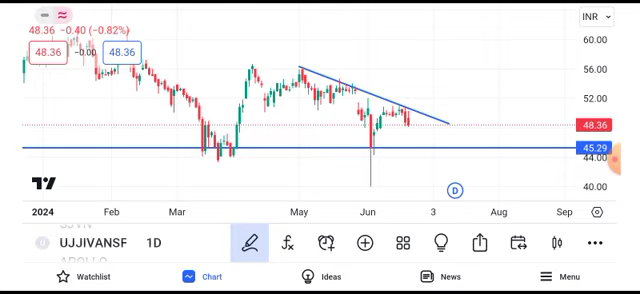 INR
48.36 −0.40 (−0.82%)
60.00
48.36 −0.00 48.36
56.00
52.00
48.36
45.29
44.00
40.00
D
2024 Feb Mar May Jun 3 Aug Sep
UJJIVANSF 1D
Watchlist Chart Ideas News Menu